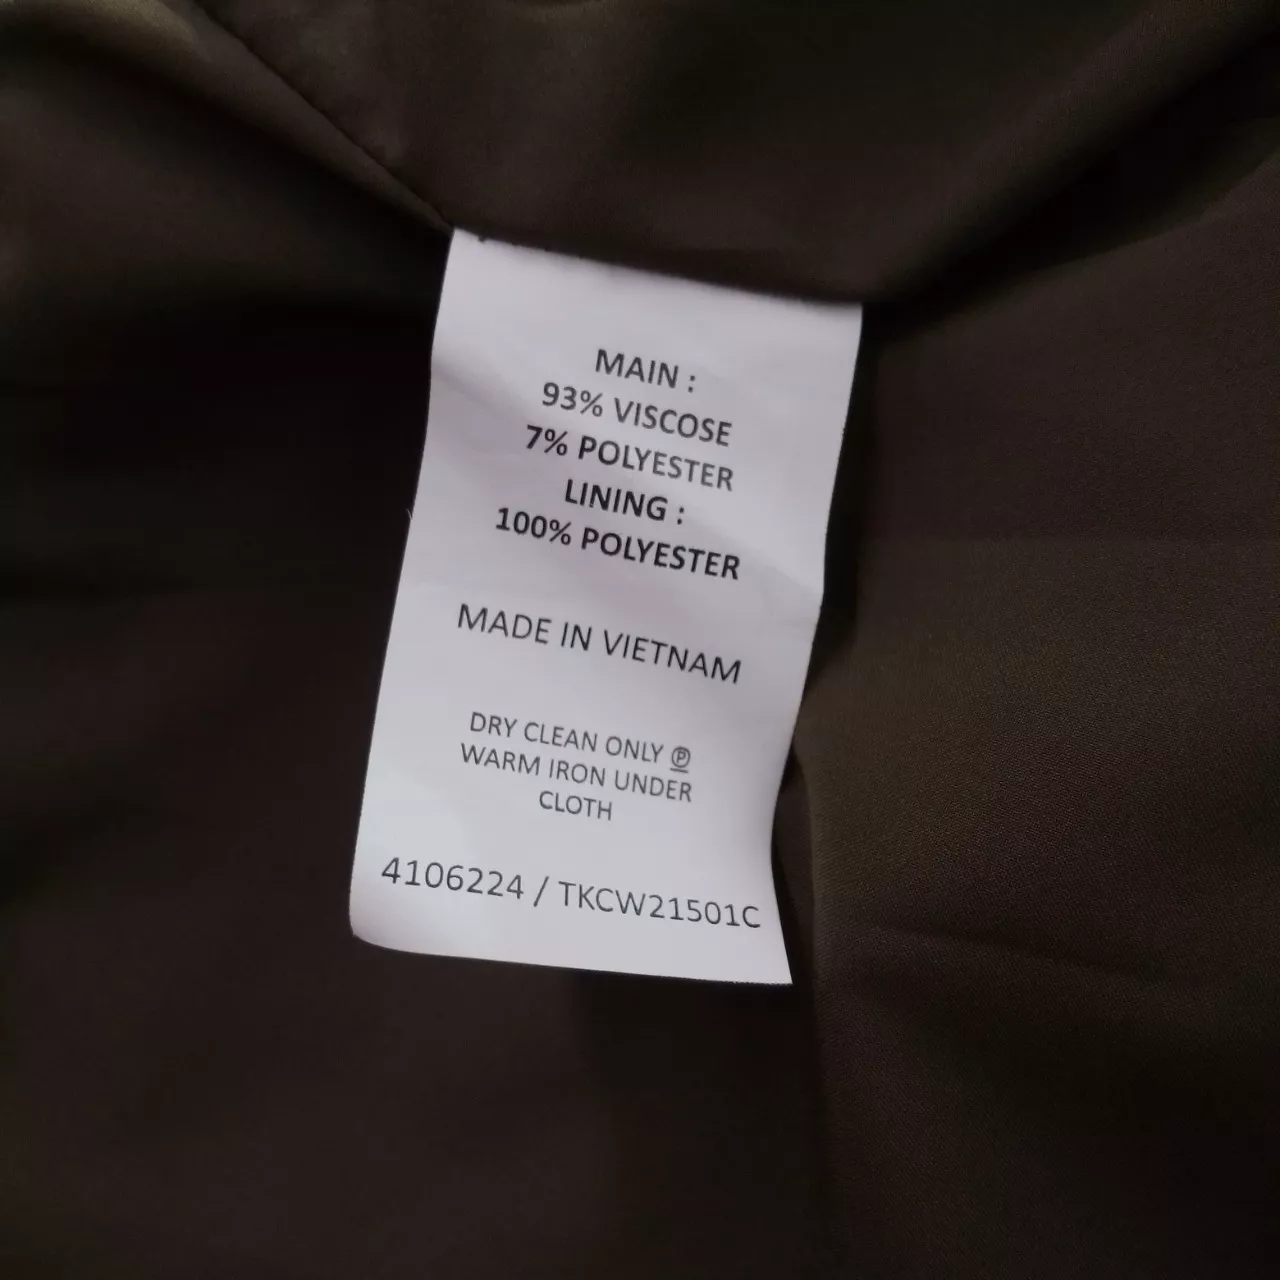 MAIN :
93% VISCOSE
7% POLYESTER
LINING :
100% POLYESTER
MADE IN VIETNAM
DRY CLEAN ONLY Ⓟ
WARM IRON UNDER
CLOTH
4106224 / TKCW21501C